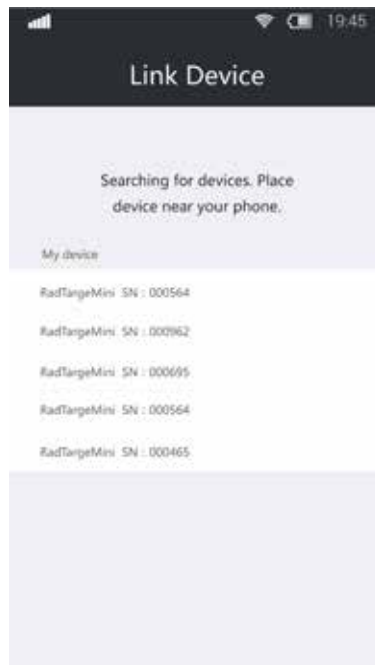 19:45
Link Device
Searching for devices. Place
device near your phone.
My device
RadTargeMini SN : 000564
RadTargeMini SN : 000962
RadTargeMini SN : 000695
RadTargeMini SN : 000564
RadTargeMini SN : 000465